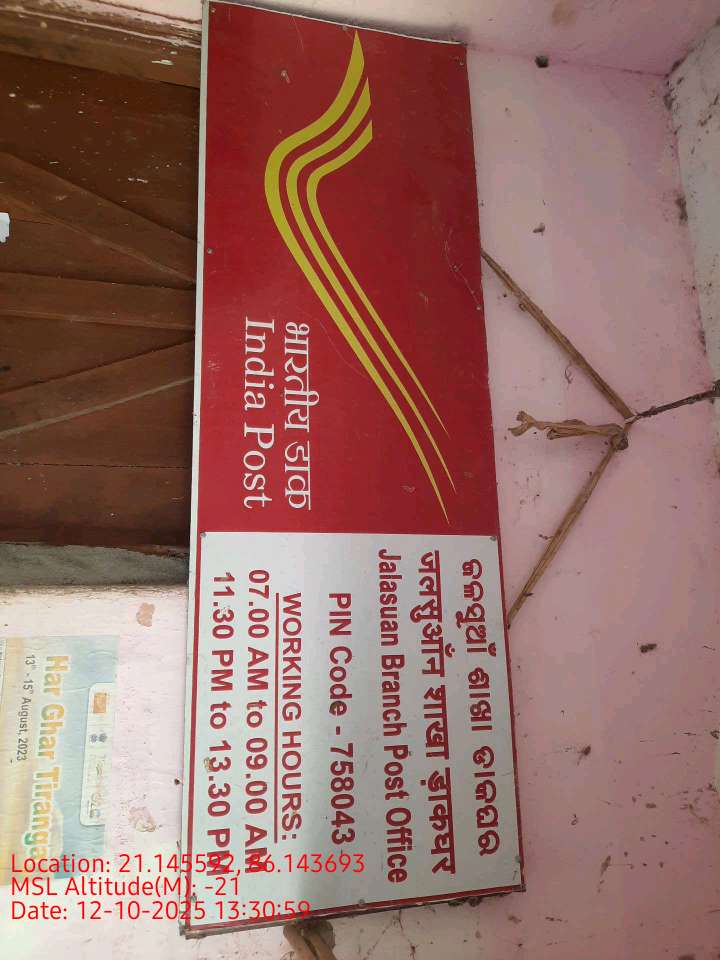 भारतीय डाक
India Post
ଜଳସୁଆଁ ଶାଖା ଡାକଘର
जलसुआँन शाखा ड़ाकघर
Jalasuan Branch Post Office
PIN Code - 758043
WORKING HOURS:
07.00 AM to 09.00 AM
11.30 PM to 13.30 PM
Har Ghar Tiranga
13th - 15th August, 2023
Location: 21.145592, 86.143693
MSL Altitude(M): -21
Date: 12-10-2025 13:30:59